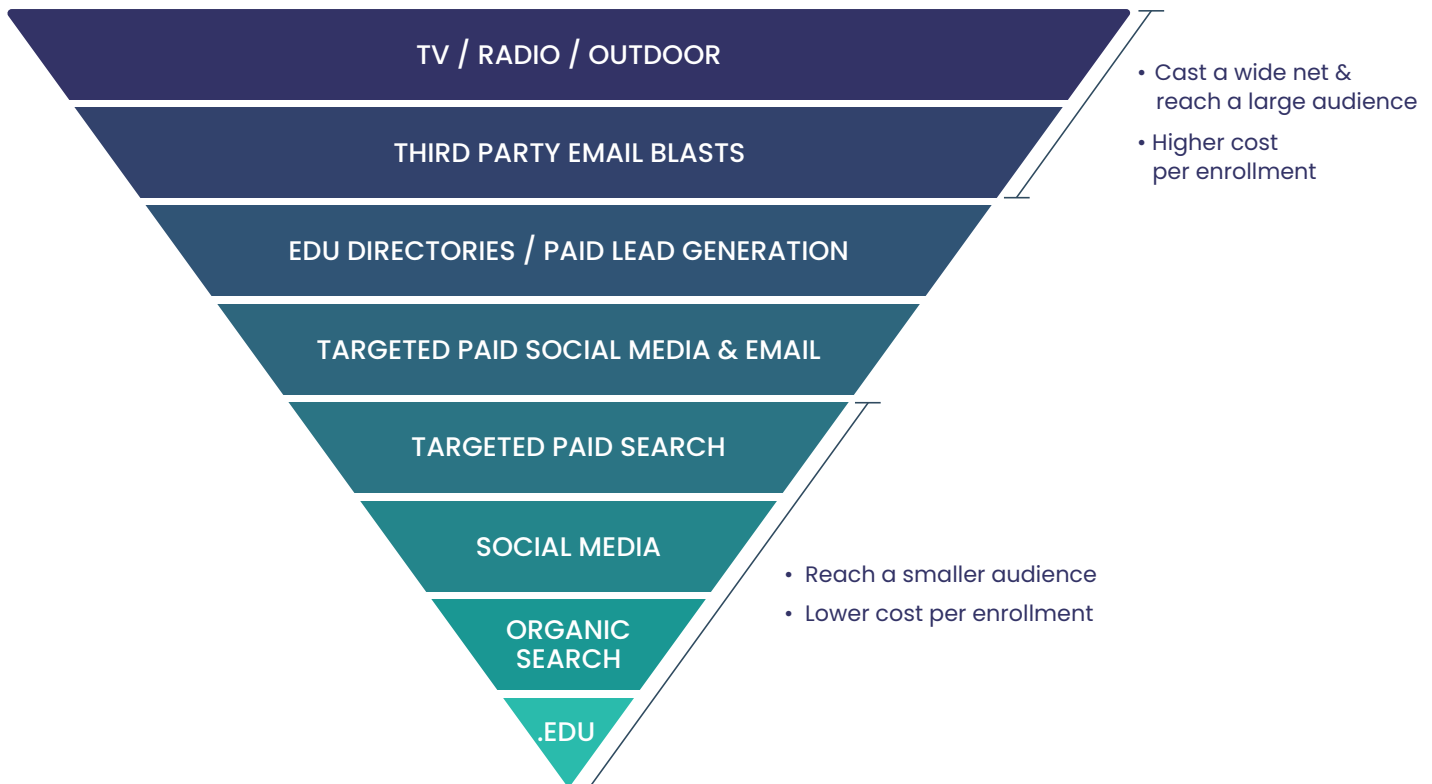 TV / RADIO / OUTDOOR
• Cast a wide net &
reach a large audience
• Higher cost
per enrollment
THIRD PARTY EMAIL BLASTS
EDU DIRECTORIES / PAID LEAD GENERATION
TARGETED PAID SOCIAL MEDIA & EMAIL
TARGETED PAID SEARCH
SOCIAL MEDIA
• Reach a smaller audience
• Lower cost per enrollment
ORGANIC
SEARCH
.EDU